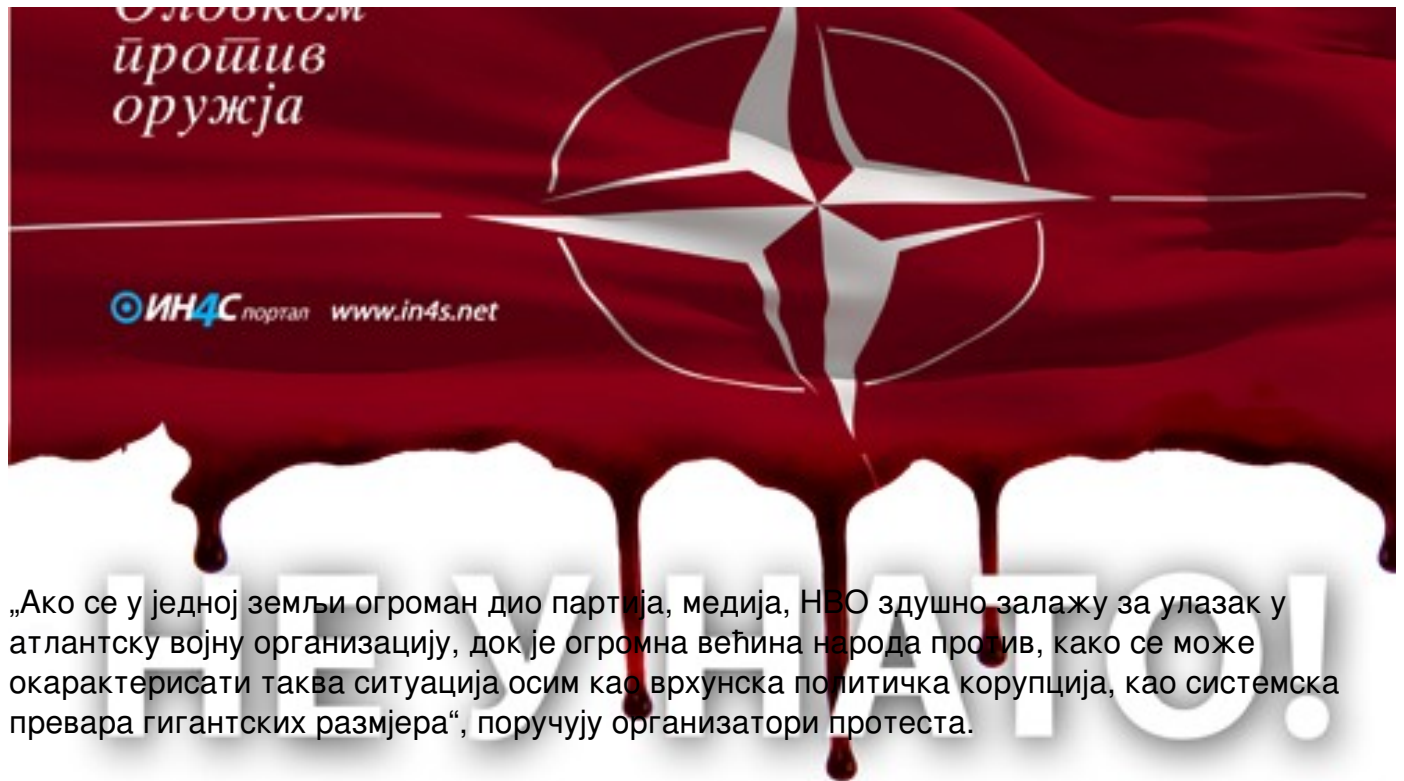 Оловком
против
оружја
ИН4С портал www.in4s.net
НЕ У НАТО!
„Ако се у једној земљи огроман дио партија, медија, НВО здушно залажу за улазак у
атлантску војну организацију, док је огромна већина народа против, како се може
окарактерисати таква ситуација осим као врхунска политичка корупција, као системска
превара гигантских размјера“, поручују организатори протеста.